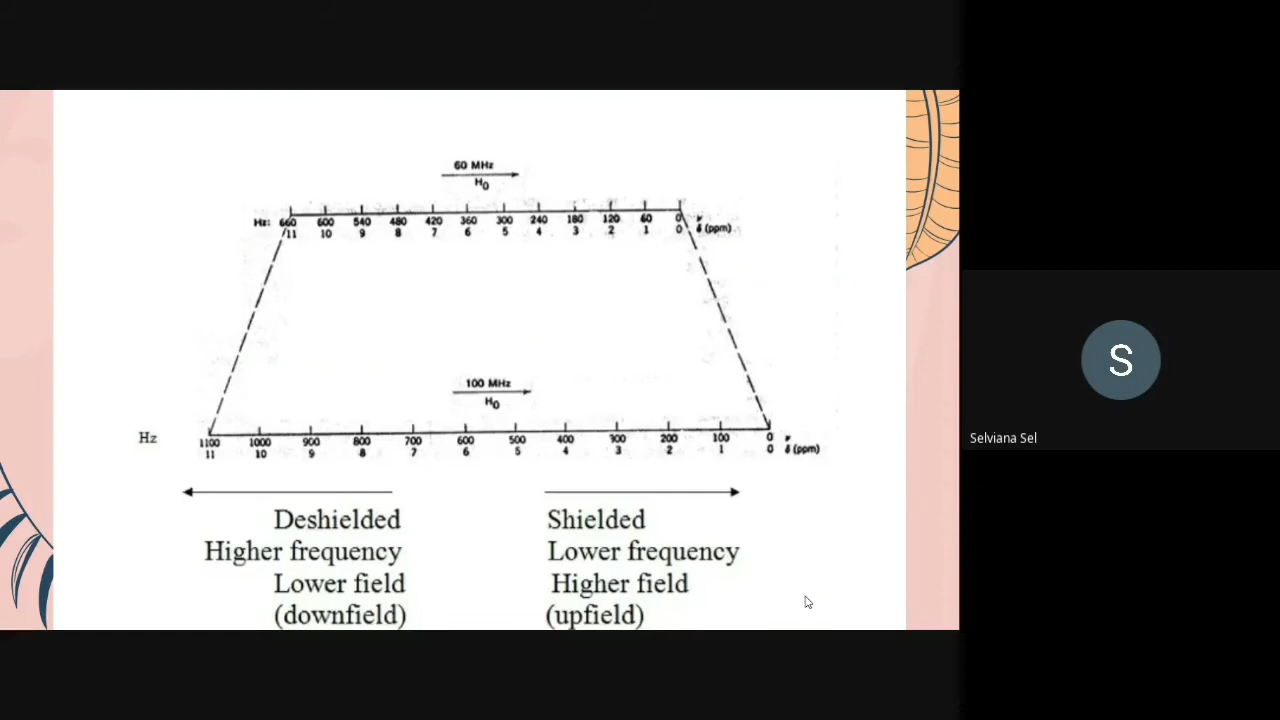 60 MHz
H0
Hz: 660 600 540 480 420 360 300 240 180 120 60 0 ν
11 10 9 8 7 6 5 4 3 2 1 0 δ (ppm)
100 MHz
H0
Hz
1100 1000 900 800 700 600 500 400 300 200 100 0 ν
11 10 9 8 7 6 5 4 3 2 1 0 δ (ppm)
Deshielded Shielded
Higher frequency Lower frequency
Lower field Higher field
(downfield) (upfield)
S
Selviana Sel